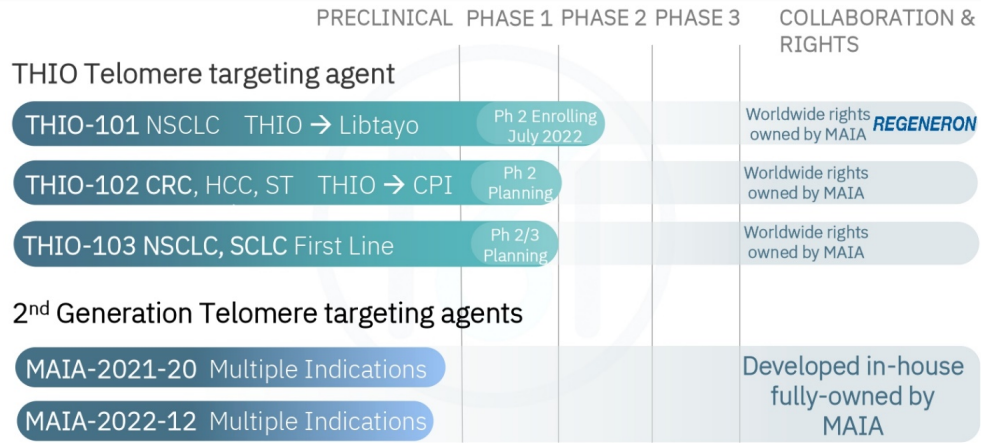 PRECLINICAL PHASE 1 PHASE 2 PHASE 3 COLLABORATION &
RIGHTS
THIO Telomere targeting agent
THIO-101 NSCLC THIO → Libtayo
Ph 2 Enrolling
July 2022
Worldwide rights
owned by MAIA
REGENERON
THIO-102 CRC, HCC, ST THIO → CPI
Ph 2
Planning
Worldwide rights
owned by MAIA
THIO-103 NSCLC, SCLC First Line
Ph 2/3
Planning
Worldwide rights
owned by MAIA
2nd Generation Telomere targeting agents
MAIA-2021-20 Multiple Indications
MAIA-2022-12 Multiple Indications
Developed in-house
fully-owned by
MAIA